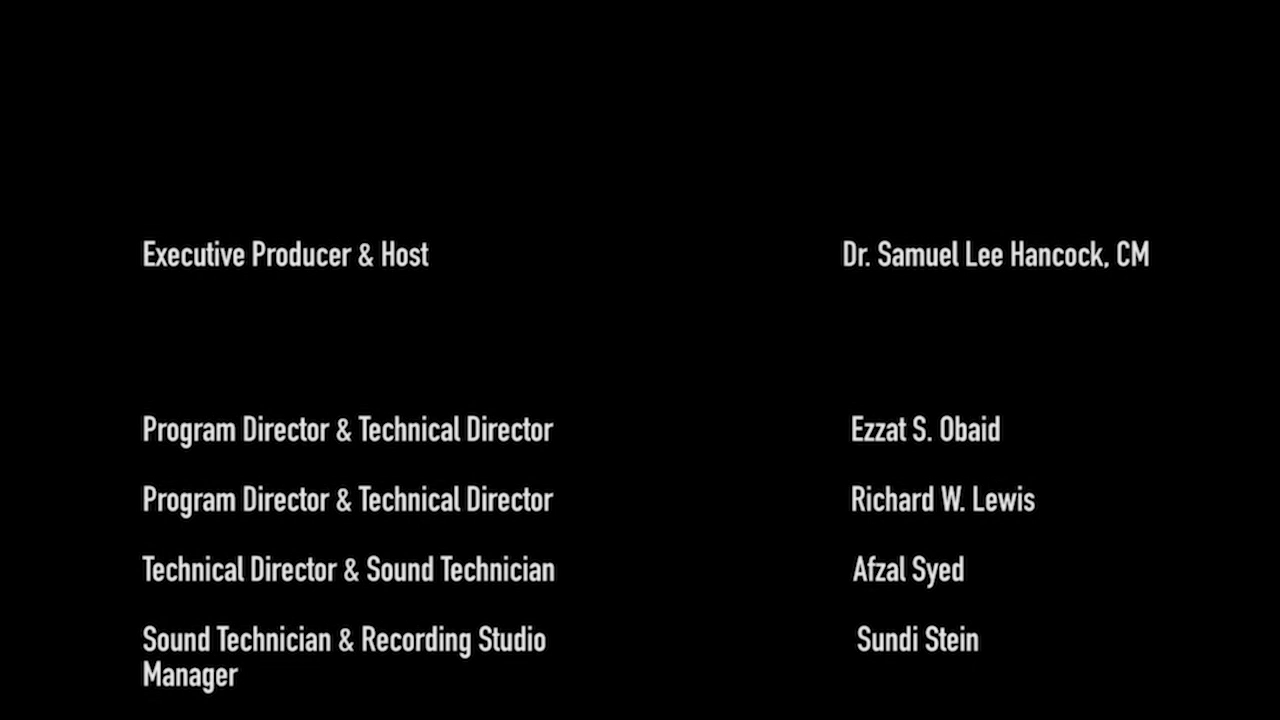 Executive Producer & Host Dr. Samuel Lee Hancock, CM
Program Director & Technical Director Ezzat S. Obaid
Program Director & Technical Director Richard W. Lewis
Technical Director & Sound Technician Afzal Syed
Sound Technician & Recording Studio Sundi Stein
Manager